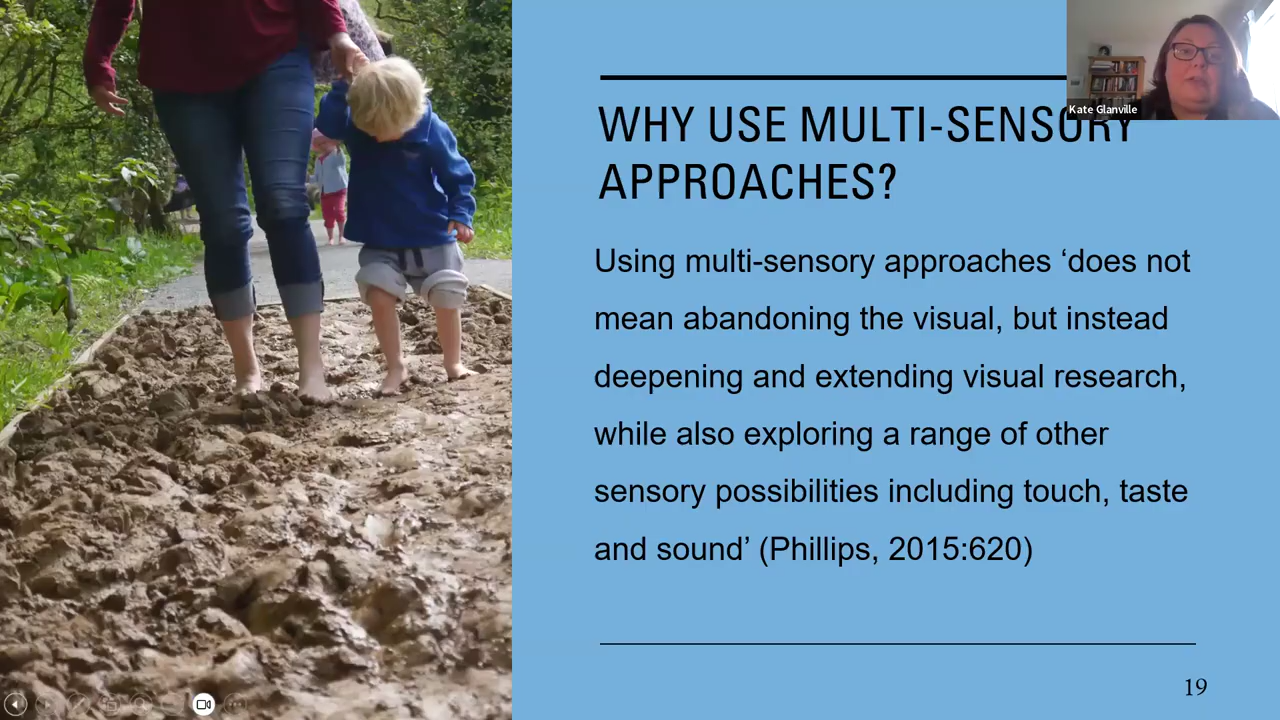 Kate Glanville
WHY USE MULTI-SENSORY
APPROACHES?
Using multi-sensory approaches ‘does not
mean abandoning the visual, but instead
deepening and extending visual research,
while also exploring a range of other
sensory possibilities including touch, taste
and sound’ (Phillips, 2015:620)
19